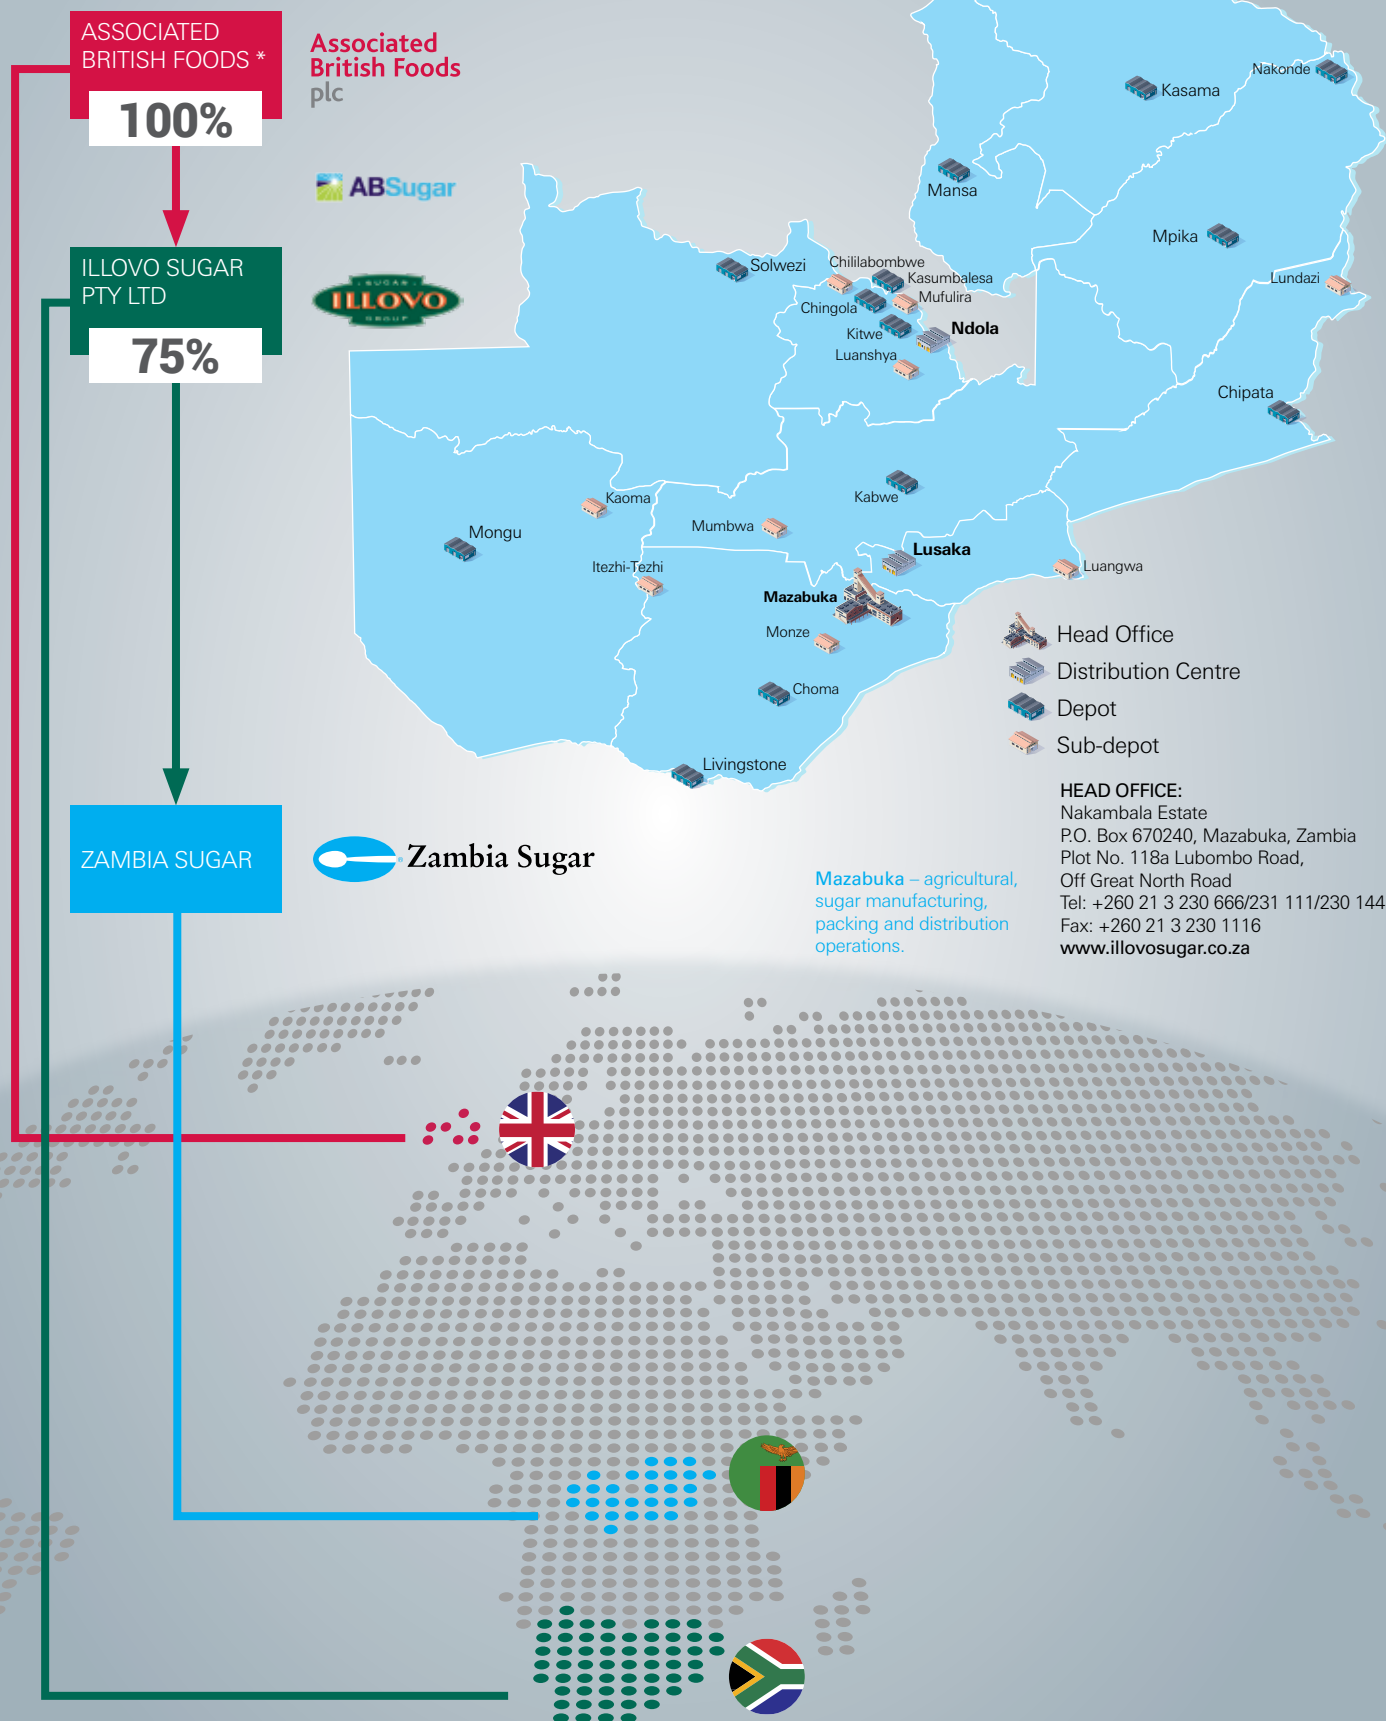 ASSOCIATED
BRITISH FOODS *
100%
Associated
British Foods
plc
ABSugar
ILLOVO SUGAR
PTY LTD
75%
SUGAR
ILLOVO
GROUP
ZAMBIA SUGAR
Zambia Sugar
Nakonde
Kasama
Mansa
Mpika
Solwezi
Chililabombwe
Kasumbalesa
Lundazi
Mufulira
Chingola
Ndola
Kitwe
Luanshya
Chipata
Kaoma
Kabwe
Mumbwa
Mongu
Lusaka
Itezhi-Tezhi
Luangwa
Mazabuka
Monze
Choma
Livingstone
Head Office
Distribution Centre
Depot
Sub-depot
HEAD OFFICE:
Nakambala Estate
P.O. Box 670240, Mazabuka, Zambia
Plot No. 118a Lubombo Road,
Off Great North Road
Tel: +260 21 3 230 666/231 111/230 144
Fax: +260 21 3 230 1116
www.illovosugar.co.za
Mazabuka – agricultural,
sugar manufacturing,
packing and distribution
operations.